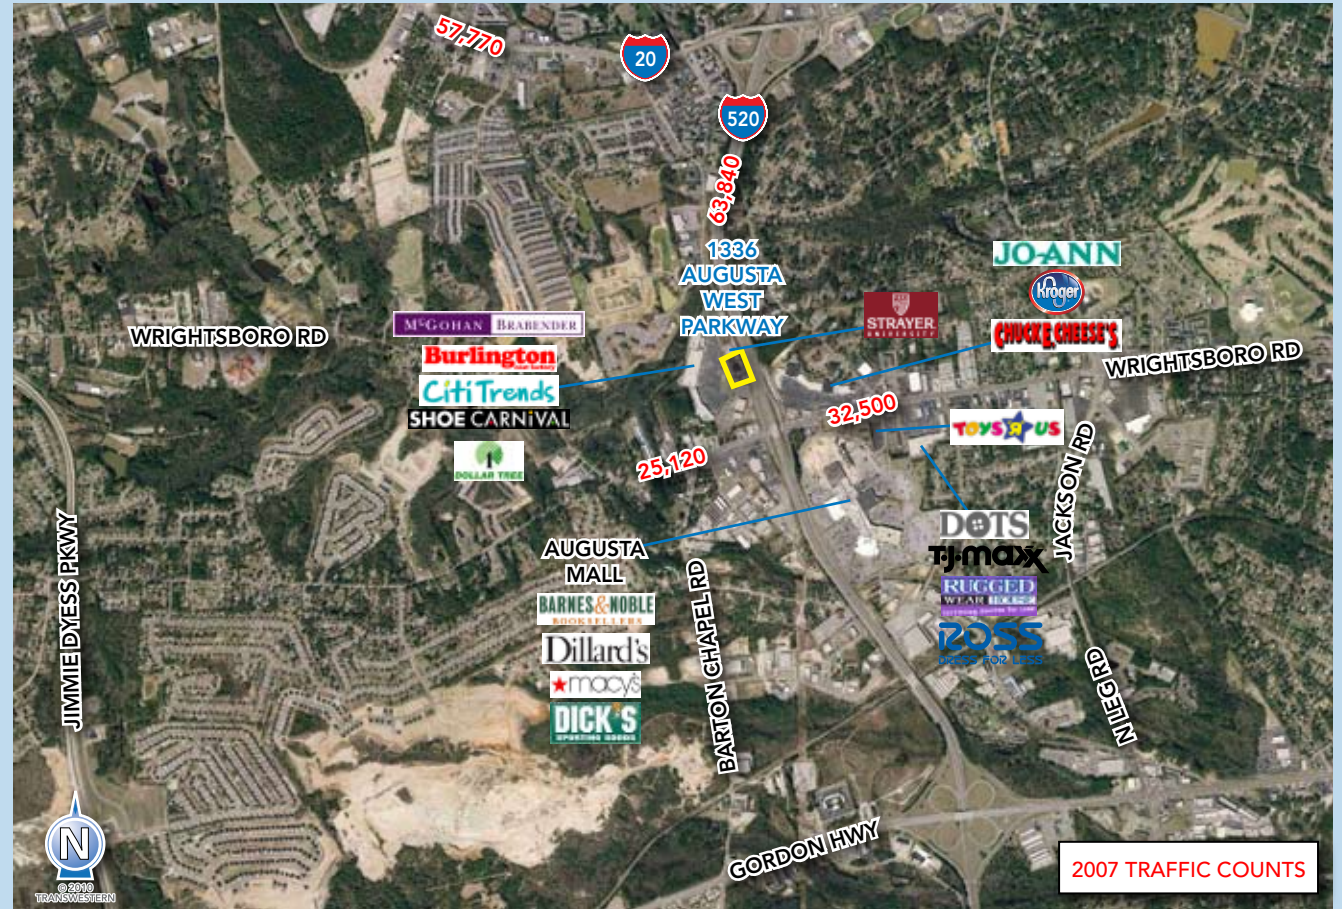 57,770
20
520
63,840
1336
AUGUSTA
WEST
PARKWAY
STRAYER
UNIVERSITY
JO-ANN
Kroger
CHUCK E. CHEESE'S
WRIGHTSBORO RD
McGOHAN BRABENDER
Burlington
CitiTrends
SHOE CARNIVAL
DOLLAR TREE
WRIGHTSBORO RD
32,500
25,120
TOYS R US
JACKSON RD
AUGUSTA
MALL
BARNES&NOBLE
BOOKSELLERS
Dillard's
macy's
DICK'S
SPORTING GOODS
DOTS
T•J•maxx
RUGGED
WEAR HOUSE
ROSS
DRESS FOR LESS
JIMMIE DYESS PKWY
BARTON CHAPEL RD
N LEG RD
GORDON HWY
N
© 2010
TRANSWESTERN
2007 TRAFFIC COUNTS